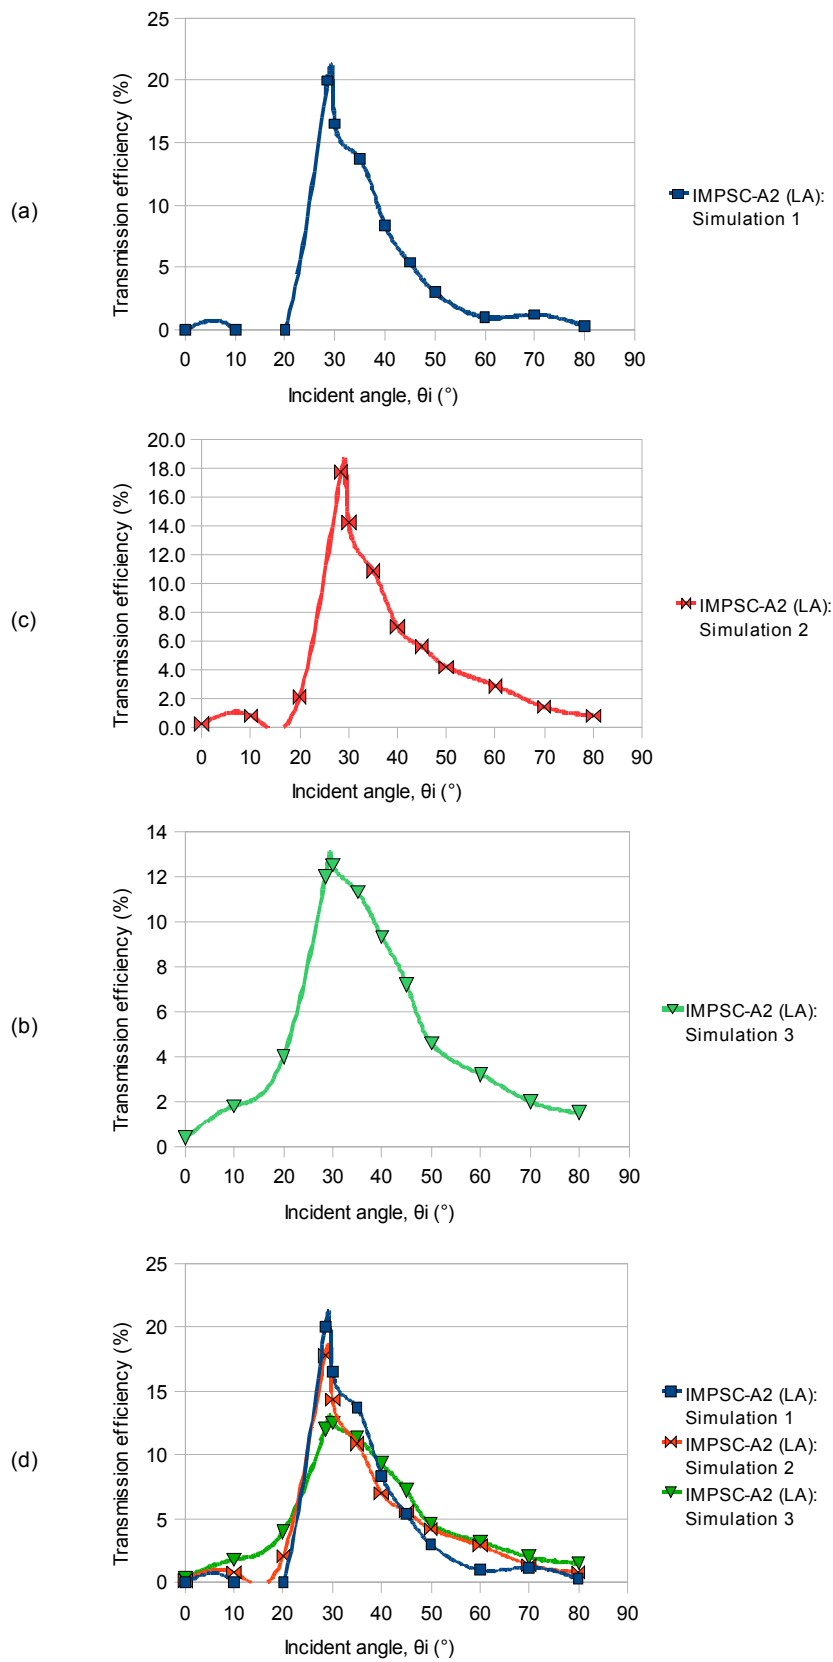 (a)
Transmission efficiency (%)
25
20
15
10
5
0
0 10 20 30 40 50 60 70 80 90
Incident angle, θi (°)
IMPSC-A2 (LA):
Simulation 1
(c)
Transmission efficiency (%)
20.0
18.0
16.0
14.0
12.0
10.0
8.0
6.0
4.0
2.0
0.0
0 10 20 30 40 50 60 70 80 90
Incident angle, θi (°)
IMPSC-A2 (LA):
Simulation 2
(b)
Transmission efficiency (%)
14
12
10
8
6
4
2
0
0 10 20 30 40 50 60 70 80 90
Incident angle, θi (°)
IMPSC-A2 (LA):
Simulation 3
(d)
Transmission efficiency (%)
25
20
15
10
5
0
0 10 20 30 40 50 60 70 80 90
Incident angle, θi (°)
IMPSC-A2 (LA):
Simulation 1
IMPSC-A2 (LA):
Simulation 2
IMPSC-A2 (LA):
Simulation 3